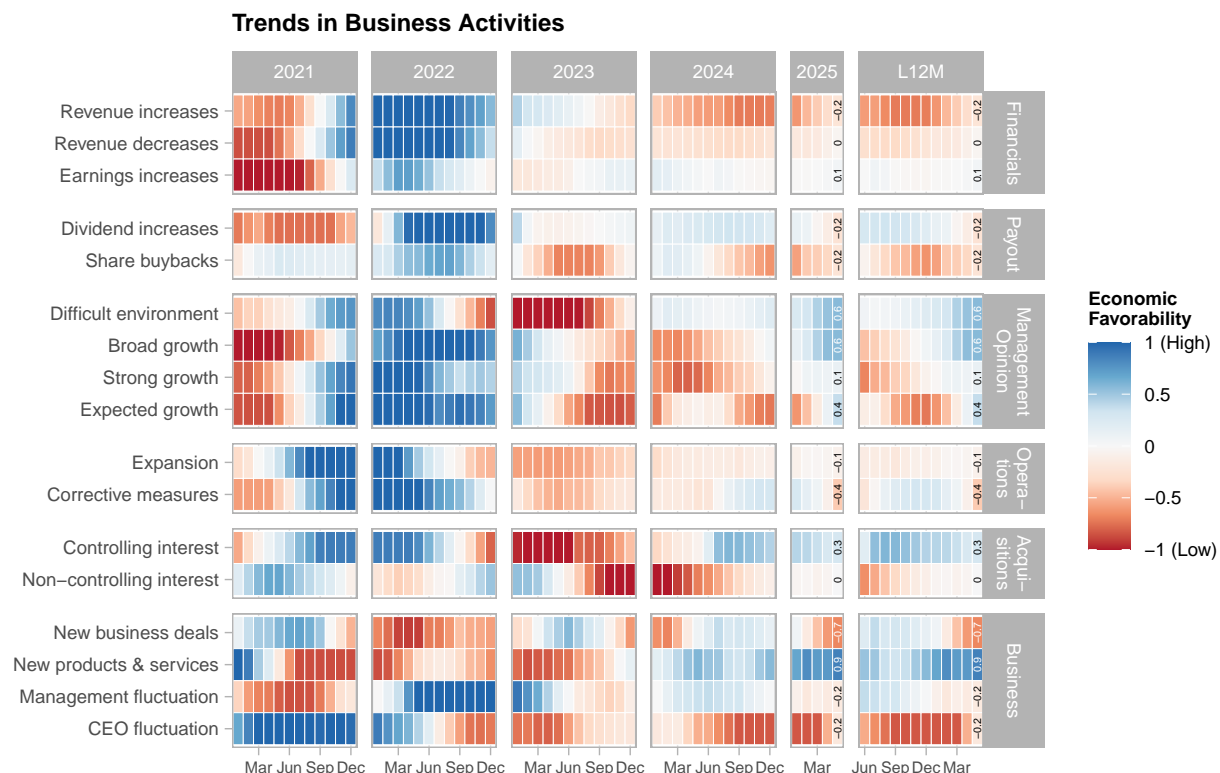 Trends in Business Activities
2021 2022 2023 2024 2025 L12M
Revenue increases −0.2 −0.2
Revenue decreases 0 0
Earnings increases 0.1 0.1
Financials
Dividend increases −0.2 −0.2
Share buybacks −0.2 −0.2
Payout
Difficult environment 0.6 0.6
Broad growth 0.6 0.6
Strong growth 0.1 0.1
Expected growth 0.4 0.4
Management
Opinion
Expansion −0.1 −0.1
Corrective measures −0.4 −0.4
Opera−
tions
Controlling interest 0.3 0.3
Non−controlling interest 0 0
Acqui−
sitions
New business deals −0.7 −0.7
New products & services 0.9 0.9
Management fluctuation −0.2 −0.2
CEO fluctuation −0.2 −0.2
Business
Mar Jun Sep Dec Mar Jun Sep Dec Mar Jun Sep Dec Mar Jun Sep Dec Mar Jun Sep Dec Mar
Economic
Favorability
1 (High)
0.5
0
−0.5
−1 (Low)